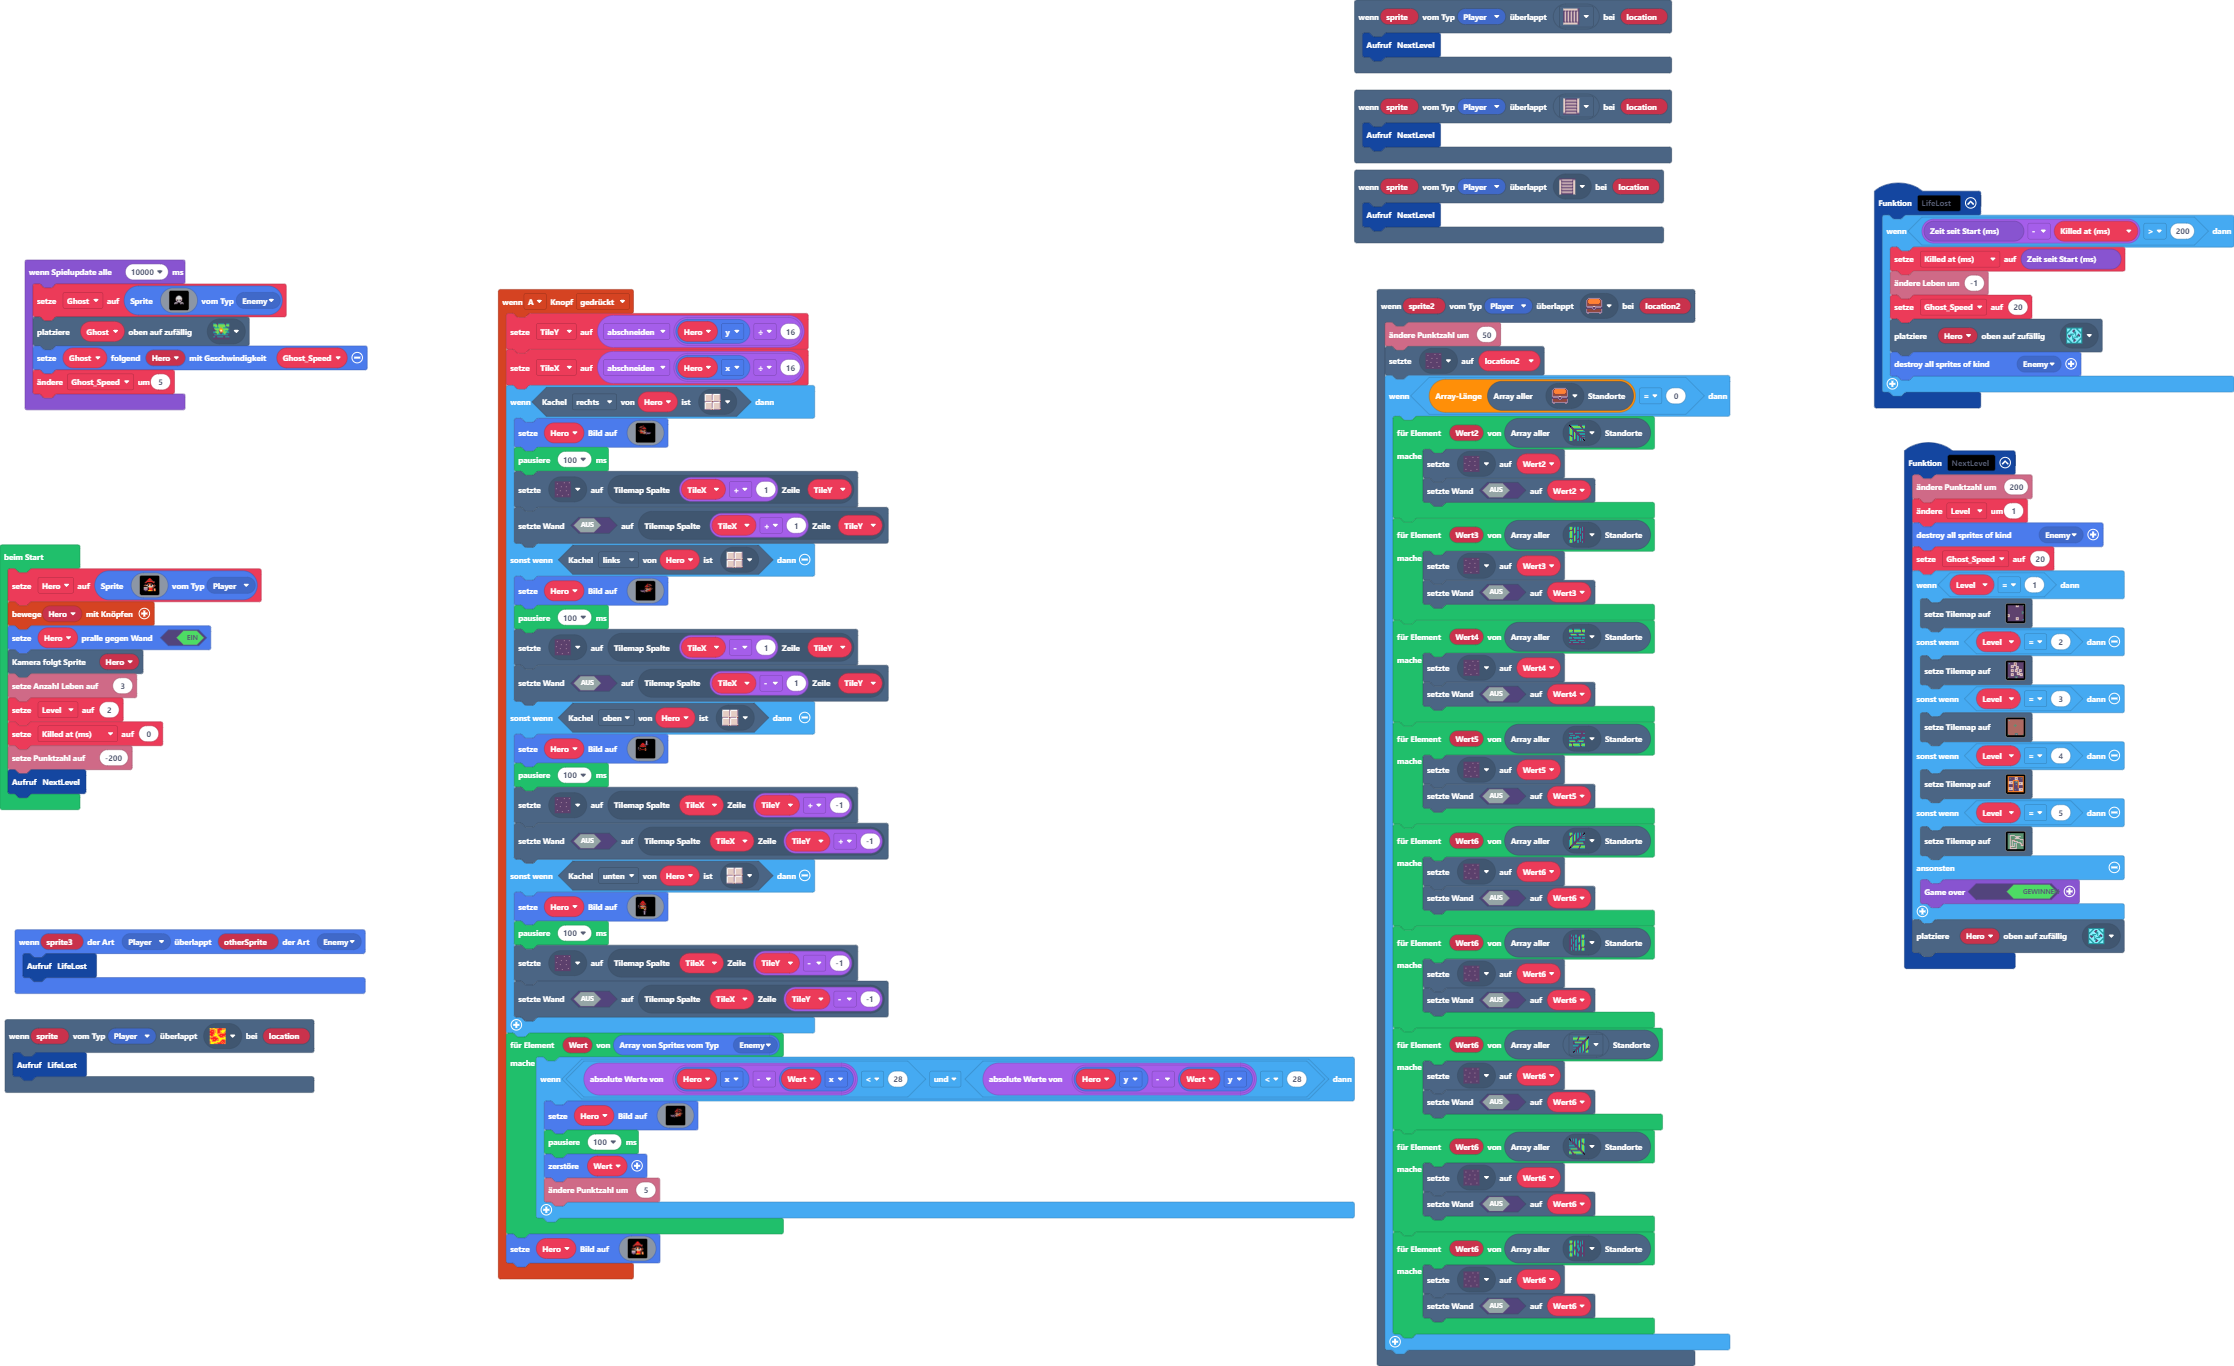 wenn Spielupdate alle 10000 ms
setze Ghost auf Sprite vom Typ Enemy
platziere Ghost oben auf zufällig
setze Ghost folgend Hero mit Geschwindigkeit Ghost_Speed
ändere Ghost_Speed um 5
beim Start
setze Hero auf Sprite vom Typ Player
bewege Hero mit Knöpfen
setze Hero pralle gegen Wand EIN
Kamera folgt Sprite Hero
setze Anzahl Leben auf 3
setze Level auf 2
setze Killed at (ms) auf 0
setze Punktzahl auf -200
Aufruf NextLevel
wenn sprite3 der Art Player überlappt otherSprite der Art Enemy
Aufruf LifeLost
wenn sprite vom Typ Player überlappt bei location
Aufruf LifeLost
wenn A Knopf gedrückt
setze TileY auf abschneiden Hero y ÷ 16
setze TileX auf abschneiden Hero x ÷ 16
wenn Kachel rechts von Hero ist dann
setze Hero Bild auf
pausiere 100 ms
setzte auf Tilemap Spalte TileX + 1 Zeile TileY
setzte Wand AUS auf Tilemap Spalte TileX + 1 Zeile TileY
sonst wenn Kachel links von Hero ist dann
setze Hero Bild auf
pausiere 100 ms
setzte auf Tilemap Spalte TileX - 1 Zeile TileY
setzte Wand AUS auf Tilemap Spalte TileX - 1 Zeile TileY
sonst wenn Kachel oben von Hero ist dann
setze Hero Bild auf
pausiere 100 ms
setzte auf Tilemap Spalte TileX Zeile TileY + -1
setzte Wand AUS auf Tilemap Spalte TileX Zeile TileY + -1
sonst wenn Kachel unten von Hero ist dann
setze Hero Bild auf
pausiere 100 ms
setzte auf Tilemap Spalte TileX Zeile TileY - -1
setzte Wand AUS auf Tilemap Spalte TileX Zeile TileY - -1
für Element Wert von Array von Sprites vom Typ Enemy
mache
wenn absolute Werte von Hero x - Wert x < 28 und absolute Werte von Hero y - Wert y < 28 dann
setze Hero Bild auf
pausiere 100 ms
zerstöre Wert
ändere Punktzahl um 5
setze Hero Bild auf
wenn sprite vom Typ Player überlappt bei location
Aufruf NextLevel
wenn sprite vom Typ Player überlappt bei location
Aufruf NextLevel
wenn sprite vom Typ Player überlappt bei location
Aufruf NextLevel
wenn sprite2 vom Typ Player überlappt bei location2
ändere Punktzahl um 50
setzte auf location2
wenn Array-Länge Array aller Standorte = 0 dann
für Element Wert2 von Array aller Standorte
mache
setzte auf Wert2
setzte Wand AUS auf Wert2
für Element Wert3 von Array aller Standorte
mache
setzte auf Wert3
setzte Wand AUS auf Wert3
für Element Wert4 von Array aller Standorte
mache
setzte auf Wert4
setzte Wand AUS auf Wert4
für Element Wert5 von Array aller Standorte
mache
setzte auf Wert5
setzte Wand AUS auf Wert5
für Element Wert6 von Array aller Standorte
mache
setzte auf Wert6
setzte Wand AUS auf Wert6
für Element Wert6 von Array aller Standorte
mache
setzte auf Wert6
setzte Wand AUS auf Wert6
für Element Wert6 von Array aller Standorte
mache
setzte auf Wert6
setzte Wand AUS auf Wert6
für Element Wert6 von Array aller Standorte
mache
setzte auf Wert6
setzte Wand AUS auf Wert6
für Element Wert6 von Array aller Standorte
mache
setzte auf Wert6
setzte Wand AUS auf Wert6
Funktion LifeLost
wenn Zeit seit Start (ms) - Killed at (ms) > 200 dann
setze Killed at (ms) auf Zeit seit Start (ms)
ändere Leben um -1
setze Ghost_Speed auf 20
platziere Hero oben auf zufällig
destroy all sprites of kind Enemy
Funktion NextLevel
ändere Punktzahl um 200
ändere Level um 1
destroy all sprites of kind Enemy
setze Ghost_Speed auf 20
wenn Level = 1 dann
setze Tilemap auf
sonst wenn Level = 2 dann
setze Tilemap auf
sonst wenn Level = 3 dann
setze Tilemap auf
sonst wenn Level = 4 dann
setze Tilemap auf
sonst wenn Level = 5 dann
setze Tilemap auf
ansonsten
Game over GEWINNE
platziere Hero oben auf zufällig